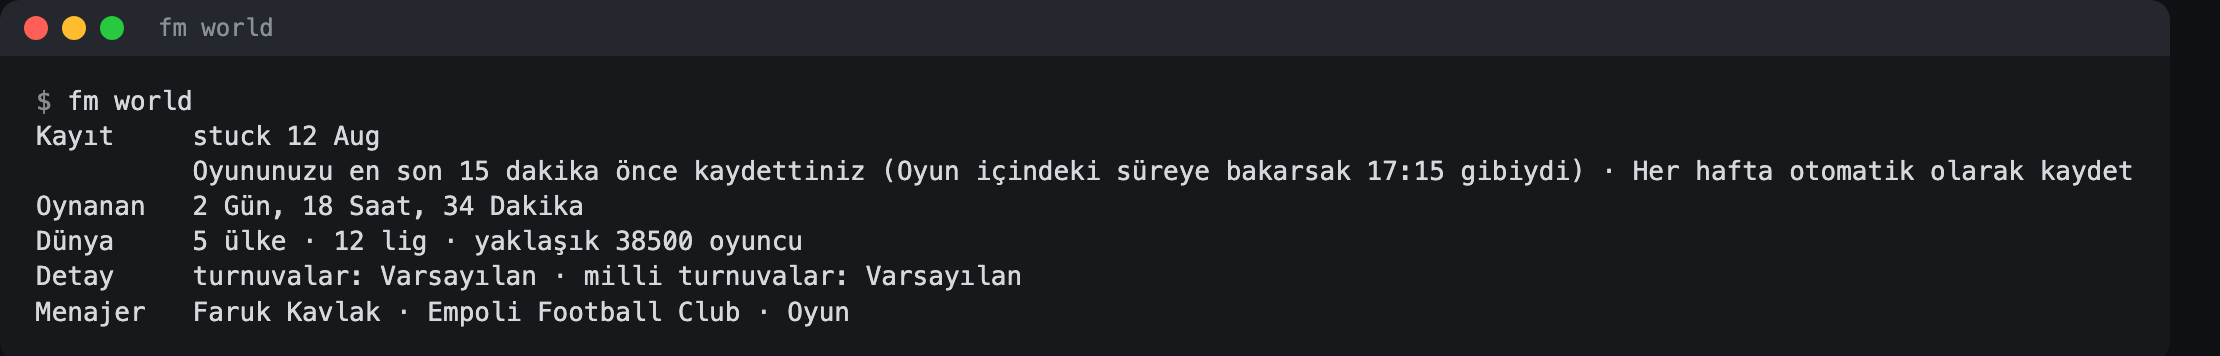 fm world
$ fm world
Kayıt stuck 12 Aug
Oyununuzu en son 15 dakika önce kaydettiniz (Oyun içindeki süreye bakarsak 17:15 gibiydi) · Her hafta otomatik olarak kaydet
Oynanan 2 Gün, 18 Saat, 34 Dakika
Dünya 5 ülke · 12 lig · yaklaşık 38500 oyuncu
Detay turnuvalar: Varsayılan · milli turnuvalar: Varsayılan
Menajer Faruk Kavlak · Empoli Football Club · Oyun